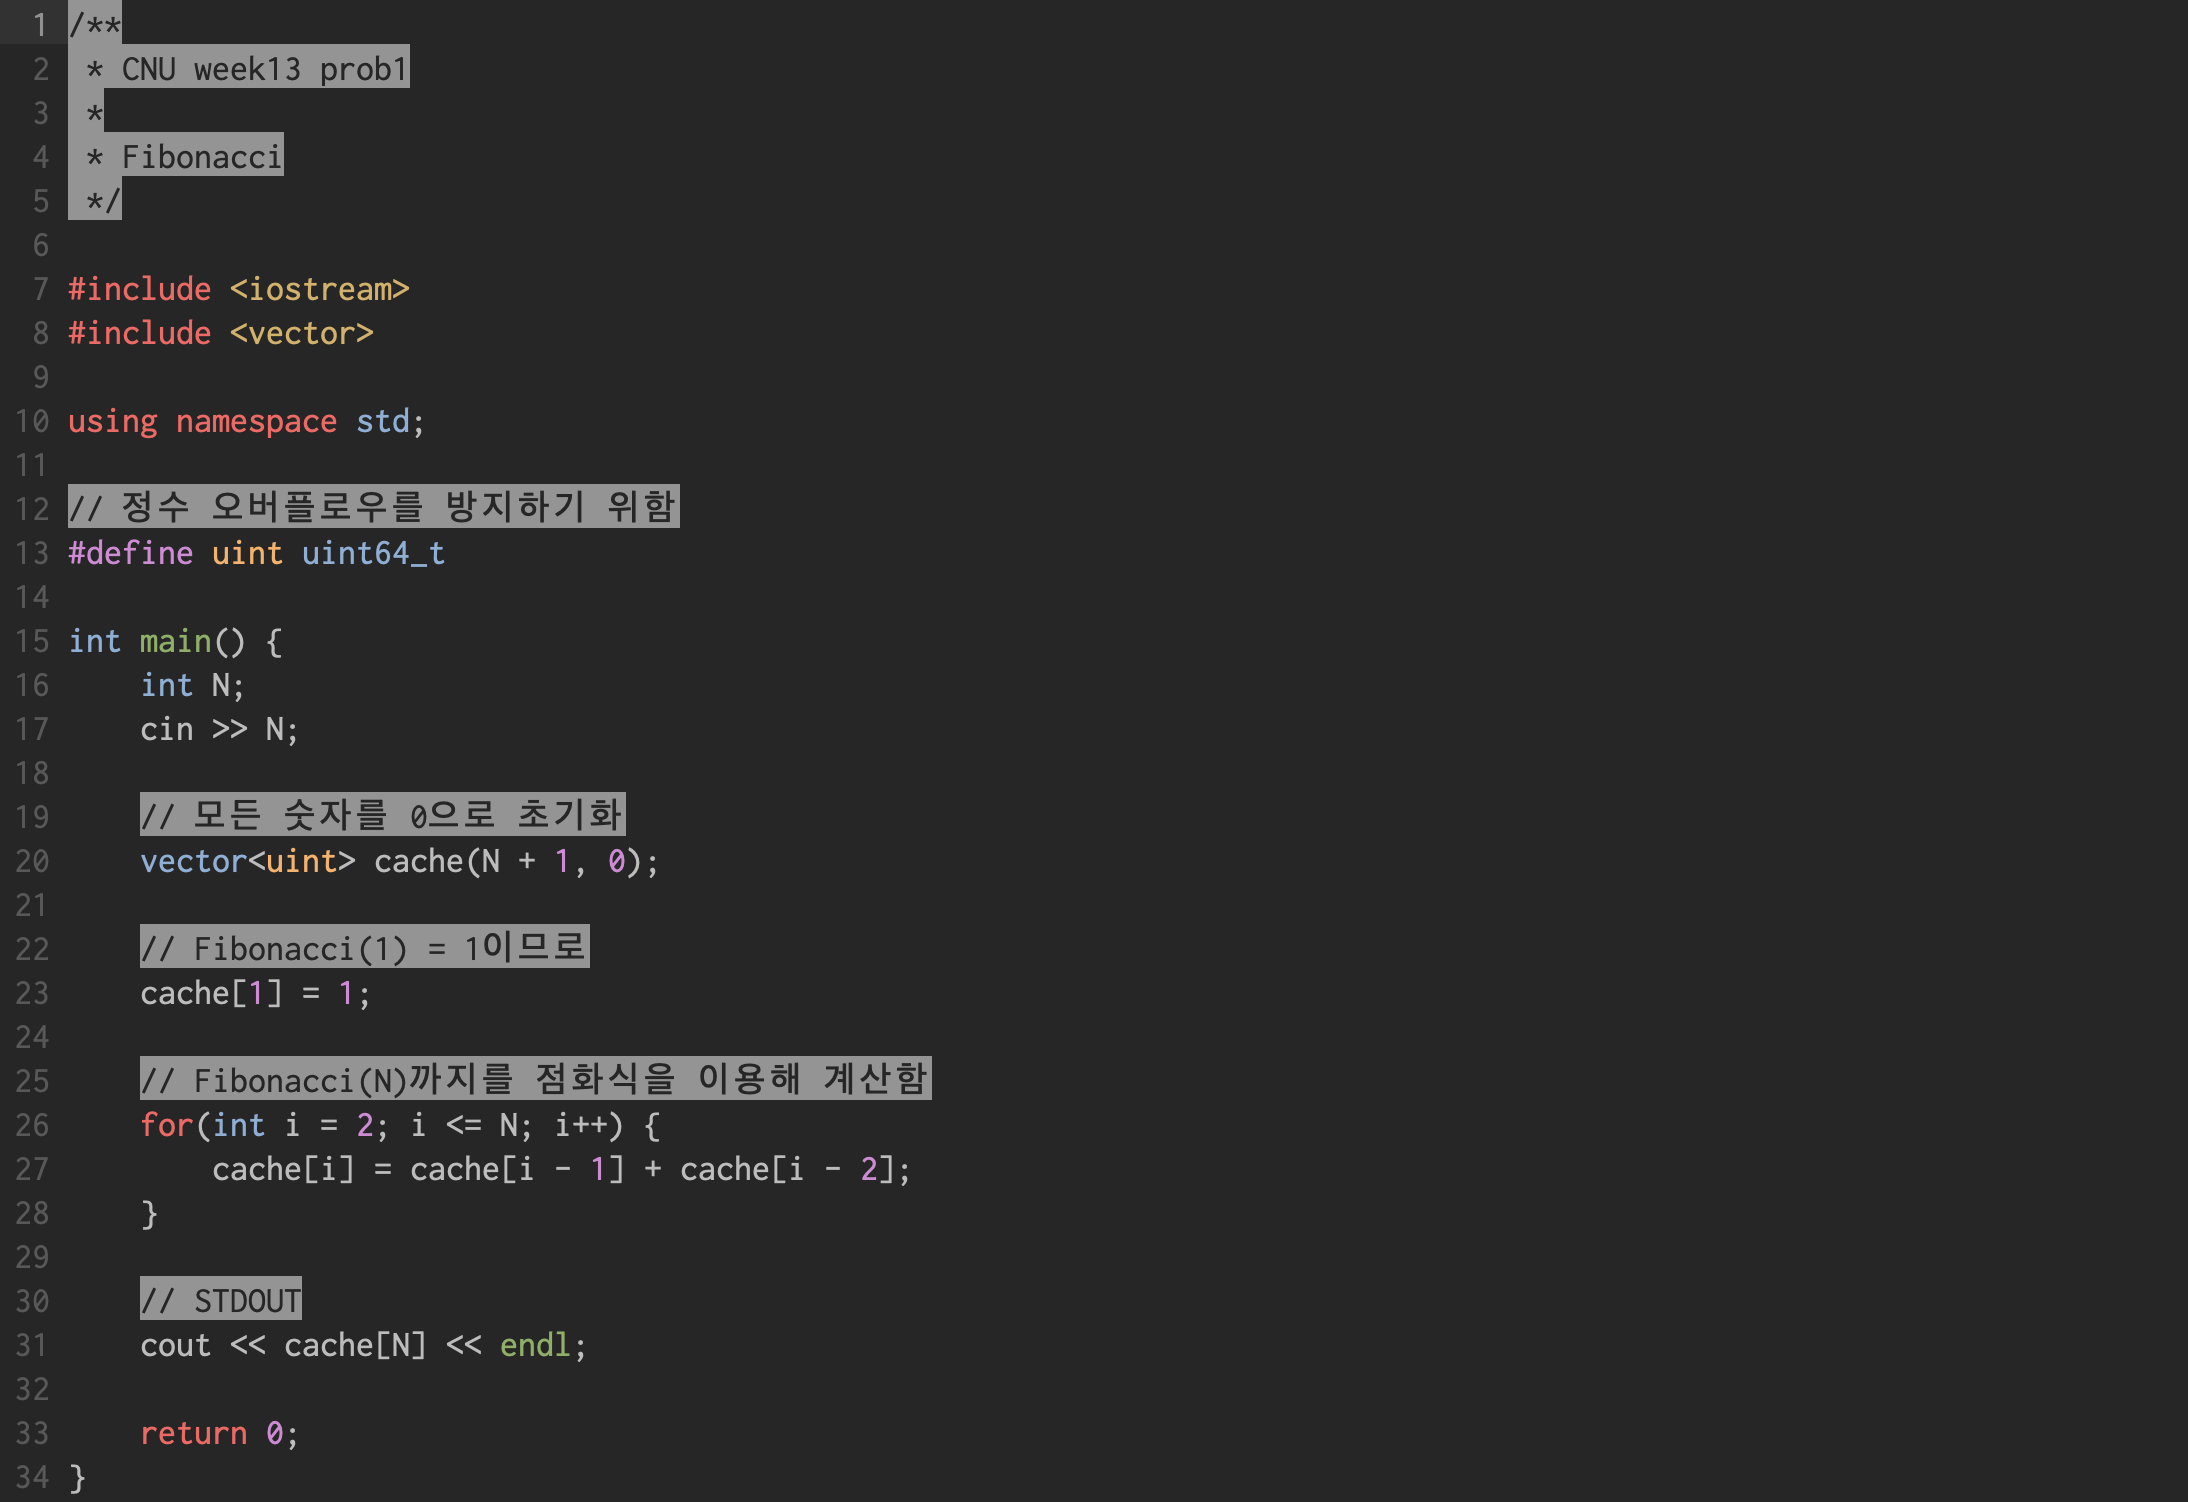 1 /**
2  * CNU week13 prob1
3  *
4  * Fibonacci
5  */
6
7 #include <iostream>
8 #include <vector>
9
10 using namespace std;
11
12 // 정수 오버플로우를 방지하기 위함
13 #define uint uint64_t
14
15 int main() {
16     int N;
17     cin >> N;
18
19     // 모든 숫자를 0으로 초기화
20     vector<uint> cache(N + 1, 0);
21
22     // Fibonacci(1) = 1이므로
23     cache[1] = 1;
24
25     // Fibonacci(N)까지를 점화식을 이용해 계산함
26     for(int i = 2; i <= N; i++) {
27         cache[i] = cache[i - 1] + cache[i - 2];
28     }
29
30     // STDOUT
31     cout << cache[N] << endl;
32
33     return 0;
34 }